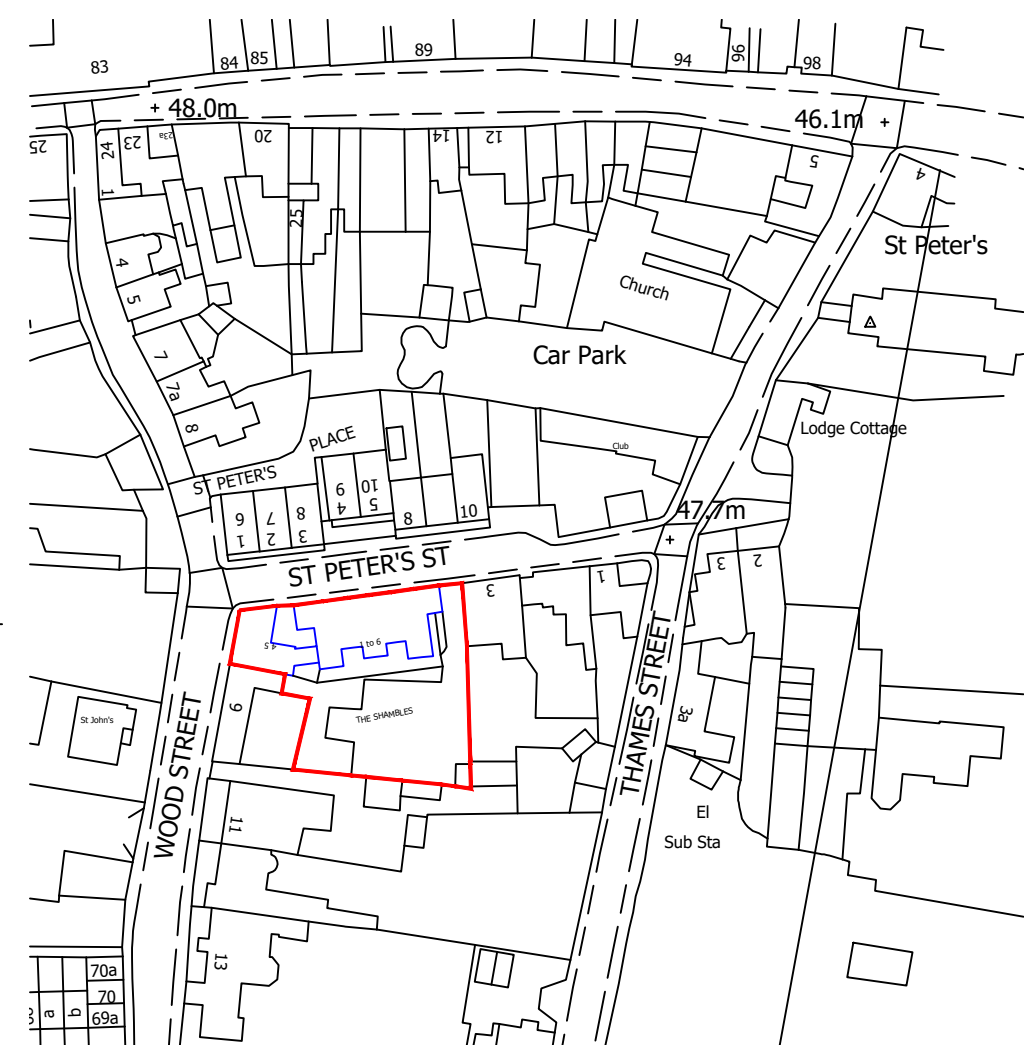 83
84
85
89
94
96
98
48.0m
46.1m
25
24
23
23a
20
14
12
5
4
1
25
St Peter's
4
5
Church
7
Car Park
7a
8
Lodge Cottage
PLACE
Club
ST PETER'S
6
7
8
9
10
1
2
3
4
5
8
10
47.7m
ST PETER'S ST
3
1
3
2
4 5
1 to 6
THAMES STREET
WOOD STREET
St John's
9
THE SHAMBLES
3a
11
El
Sub Sta
13
70a
70
69a
a
b